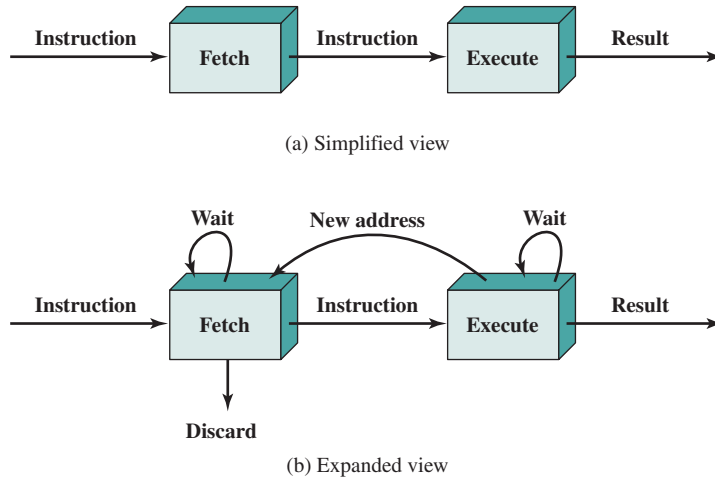 Instruction
Fetch
Instruction
Execute
Result
(a) Simplified view
Wait
New address
Wait
Instruction
Fetch
Instruction
Execute
Result
Discard
(b) Expanded view